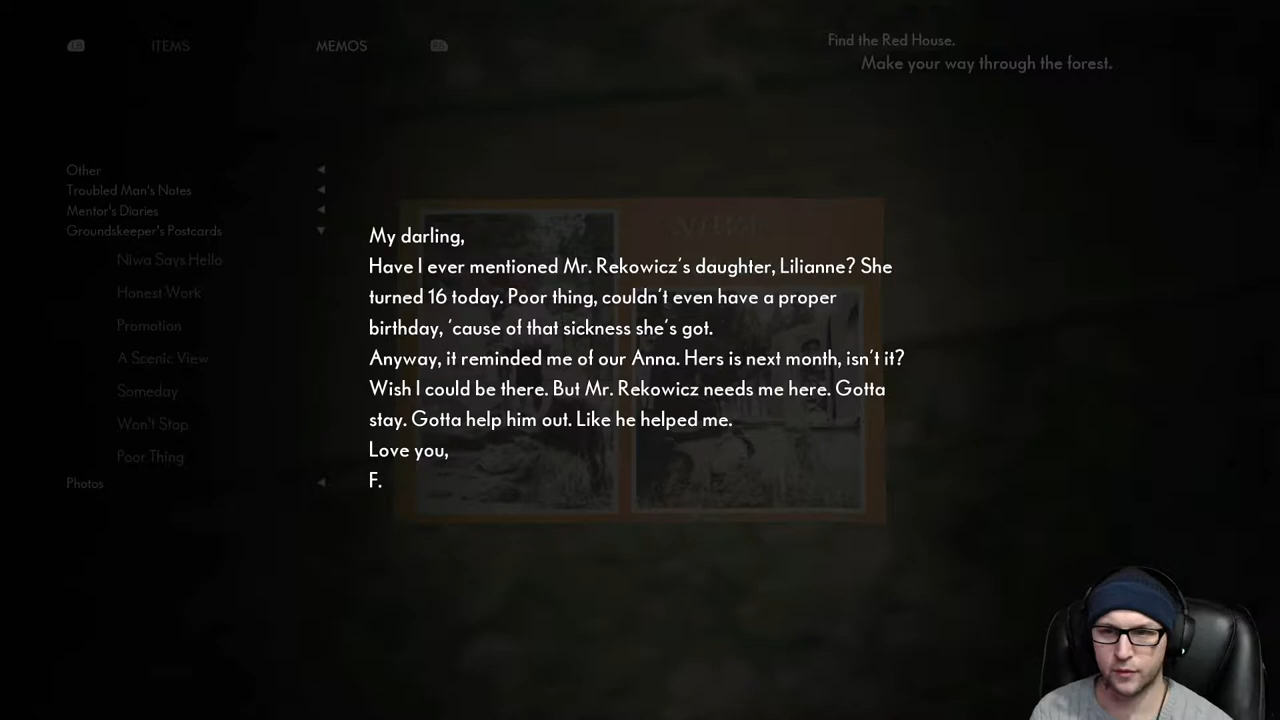 LB ITEMS MEMOS RB
Find the Red House.
Make your way through the forest.
Other
Troubled Man's Notes
Mentor's Diaries
Groundskeeper's Postcards
Niwa Says Hello
Honest Work
Promotion
A Scenic View
Someday
Won't Stop
Poor Thing
Photos
My darling,
Have I ever mentioned Mr. Rekowicz's daughter, Lilianne? She
turned 16 today. Poor thing, couldn't even have a proper
birthday, 'cause of that sickness she's got.
Anyway, it reminded me of our Anna. Hers is next month, isn't it?
Wish I could be there. But Mr. Rekowicz needs me here. Gotta
stay. Gotta help him out. Like he helped me.
Love you,
F.